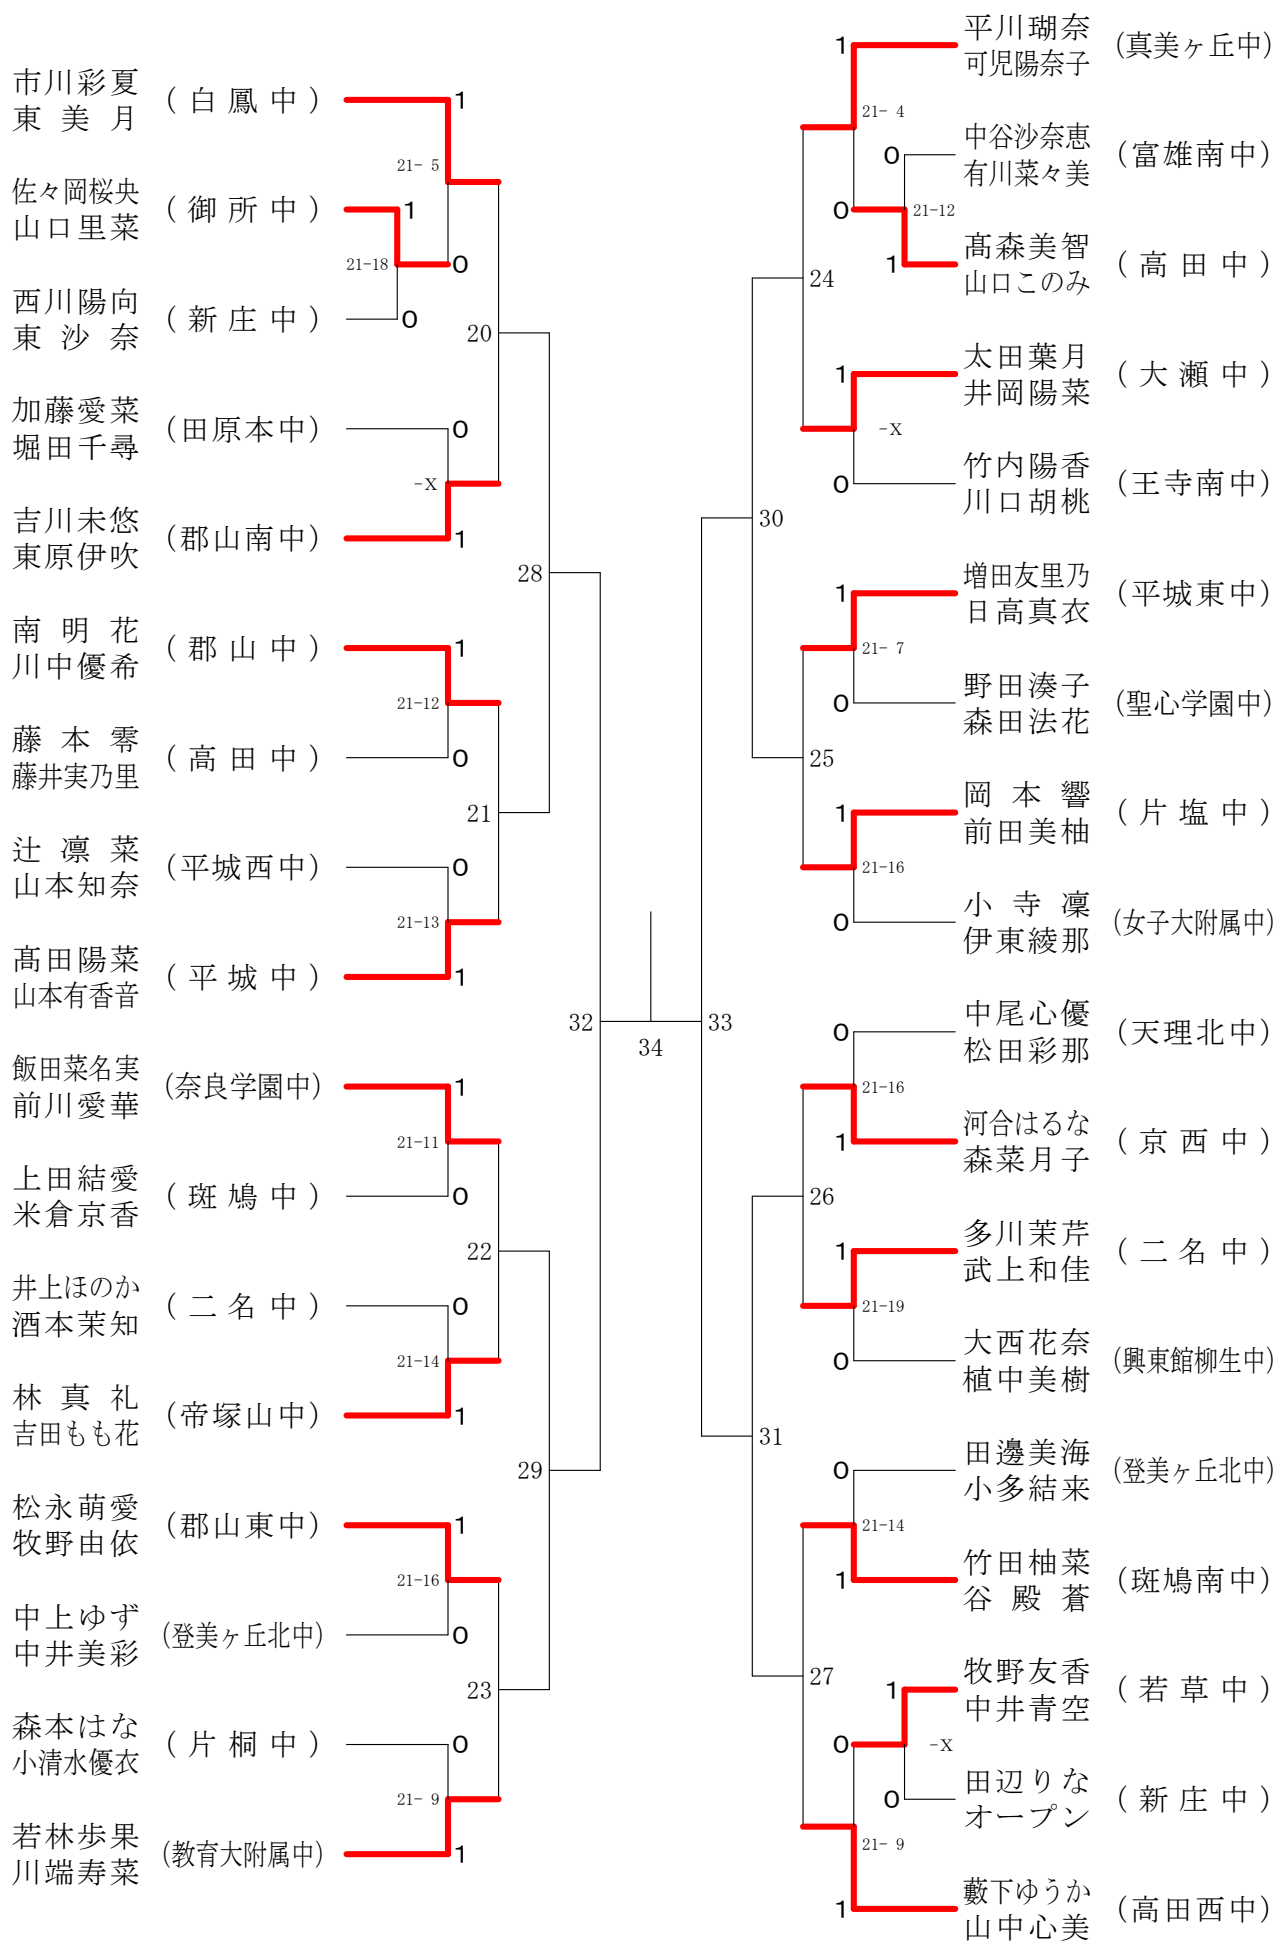 市川彩夏
東美月
(白鳳中)
1
21- 5
佐々岡桜央
山口里菜
(御所中)
1
21-18
0
西川陽向
東沙奈
(新庄中)
0
20
加藤愛菜
堀田千尋
(田原本中)
0
-X
吉川未悠
東原伊吹
(郡山南中)
1
28
南明花
川中優希
(郡山中)
1
21-12
藤本零
藤井実乃里
(高田中)
0
21
辻凛菜
山本知奈
(平城西中)
0
21-13
髙田陽菜
山本有香音
(平城中)
1
32
飯田菜名実
前川愛華
(奈良学園中)
1
21-11
上田結愛
米倉京香
(斑鳩中)
0
22
井上ほのか
酒本茉知
(二名中)
0
21-14
林真礼
吉田もも花
(帝塚山中)
1
29
松永萌愛
牧野由依
(郡山東中)
1
21-16
中上ゆず
中井美彩
(登美ヶ丘北中)
0
23
森本はな
小清水優衣
(片桐中)
0
21- 9
若林歩果
川端寿菜
(教育大附属中)
1
34
平川瑚奈
可児陽奈子
(真美ヶ丘中)
1
21- 4
中谷沙奈恵
有川菜々美
(富雄南中)
0
0
21-12
髙森美智
山口このみ
(高田中)
1
24
太田葉月
井岡陽菜
(大瀬中)
1
-X
竹内陽香
川口胡桃
(王寺南中)
0
30
増田友里乃
日高真衣
(平城東中)
1
21- 7
野田湊子
森田法花
(聖心学園中)
0
25
岡本響
前田美柚
(片塩中)
1
21-16
小寺凜
伊東綾那
(女子大附属中)
0
33
中尾心優
松田彩那
(天理北中)
0
21-16
河合はるな
森菜月子
(京西中)
1
26
多川茉芹
武上和佳
(二名中)
1
21-19
大西花奈
植中美樹
(興東館柳生中)
0
31
田邊美海
小多結来
(登美ヶ丘北中)
0
21-14
竹田柚菜
谷殿蒼
(斑鳩南中)
1
27
牧野友香
中井青空
(若草中)
1
0
-X
田辺りな
オープン
(新庄中)
0
21- 9
藪下ゆうか
山中心美
(高田西中)
1